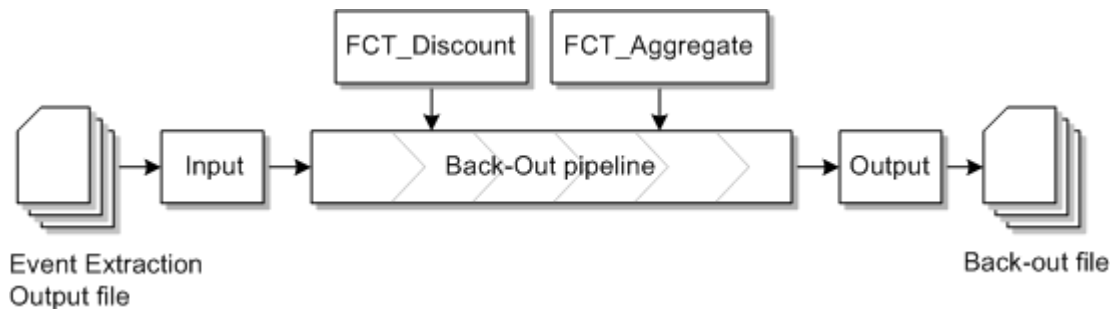 FCT_Discount
FCT_Aggregate
Input
Back-Out pipeline
Output
Event Extraction
Output file
Back-out file